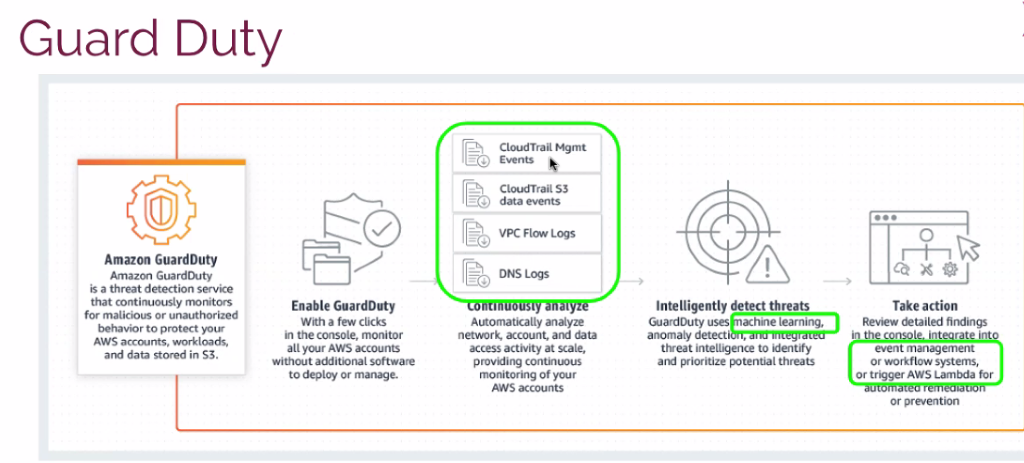 Guard Duty
Amazon GuardDuty
Amazon GuardDuty
is a threat detection service
that continuously monitors
for malicious or unauthorized
behavior to protect your
AWS accounts, workloads,
and data stored in S3.
Enable GuardDuty
With a few clicks
in the console, monitor
all your AWS accounts
without additional software
to deploy or manage.
CloudTrail Mgmt
Events
CloudTrail S3
data events
VPC Flow Logs
DNS Logs
Continuously analyze
Automatically analyze
network, account, and data
access activity at scale,
providing continuous
monitoring of your
AWS accounts
Intelligently detect threats
GuardDuty uses machine learning,
anomaly detection, and integrated
threat intelligence to identify
and prioritize potential threats
Take action
Review detailed findings
in the console, integrate into
event management
or workflow systems,
or trigger AWS Lambda for
automated remediation
or prevention